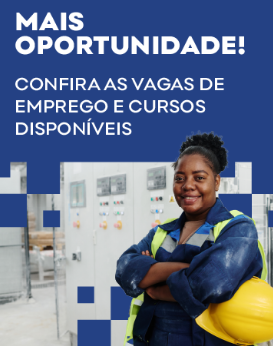 MAIS
OPORTUNIDADE!
CONFIRA AS VAGAS DE
EMPREGO E CURSOS
DISPONÍVEIS